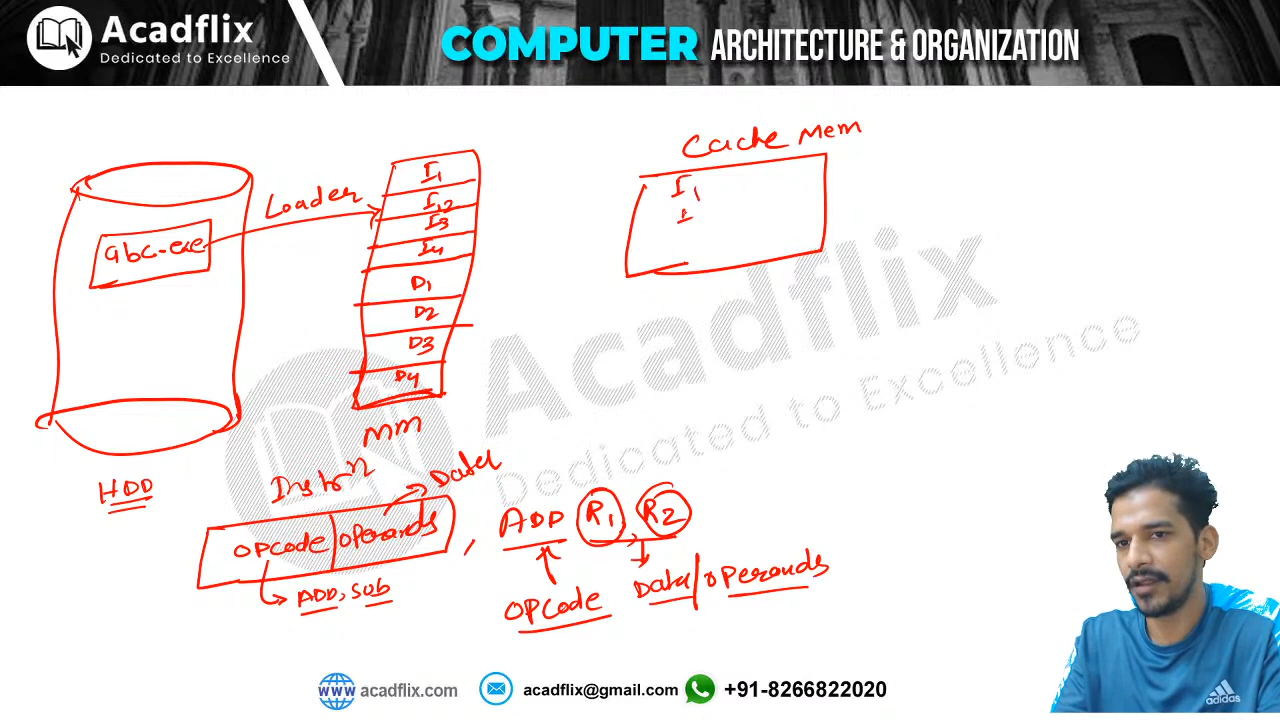 Acadflix
Dedicated to Excellence
COMPUTER ARCHITECTURE & ORGANIZATION
Cache Mem
I1
Loader
I1
I2
I3
I4
abc.exe
D1
D2
D3
D4
MM
HDD
Instrn
Data
OPCode operands , ADD R1, R2
ADD, SUB
OPCode
Data/operands
Acadflix
Dedicated to Excellence
acadflix.com
acadflix@gmail.com
+91-8266822020
adidas